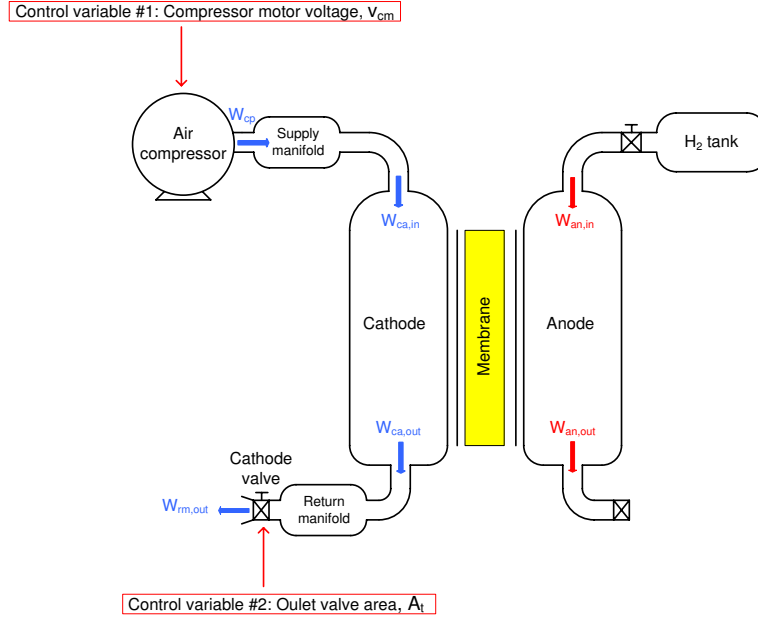 Control variable #1: Compressor motor voltage, vcm
Wcp
Air
compressor
Supply
manifold
H2 tank
Wca,in
Wan,in
Cathode
Membrane
Anode
Wca,out
Wan,out
Cathode
valve
Wrm,out
Return
manifold
Control variable #2: Oulet valve area, At